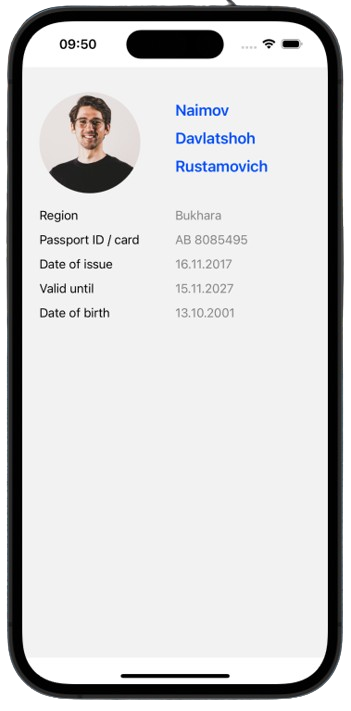 09:50
Naimov
Davlatshoh
Rustamovich
Region Bukhara
Passport ID / card AB 8085495
Date of issue 16.11.2017
Valid until 15.11.2027
Date of birth 13.10.2001